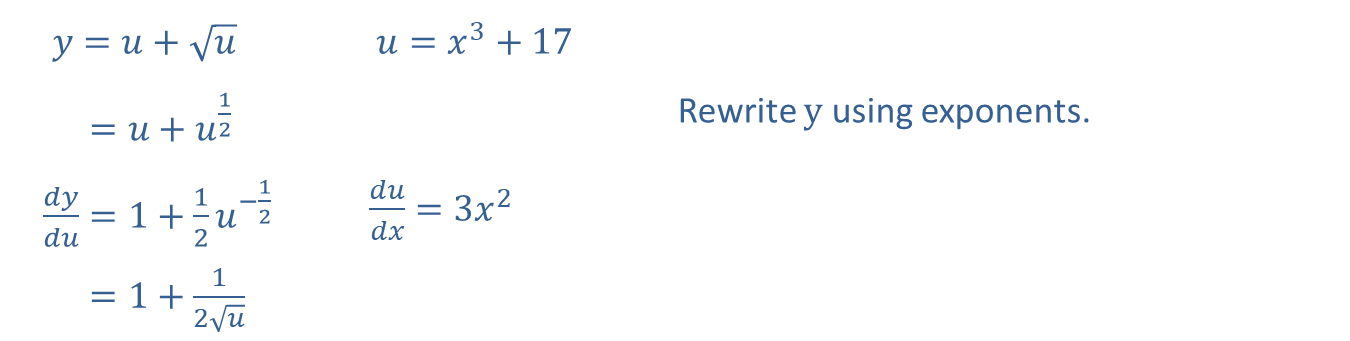 y = u + √u    u = x³ + 17
= u + u^(1/2)    Rewrite y using exponents.
dy/du = 1 + 1/2 u^(-1/2)    du/dx = 3x²
= 1 + 1/(2√u)